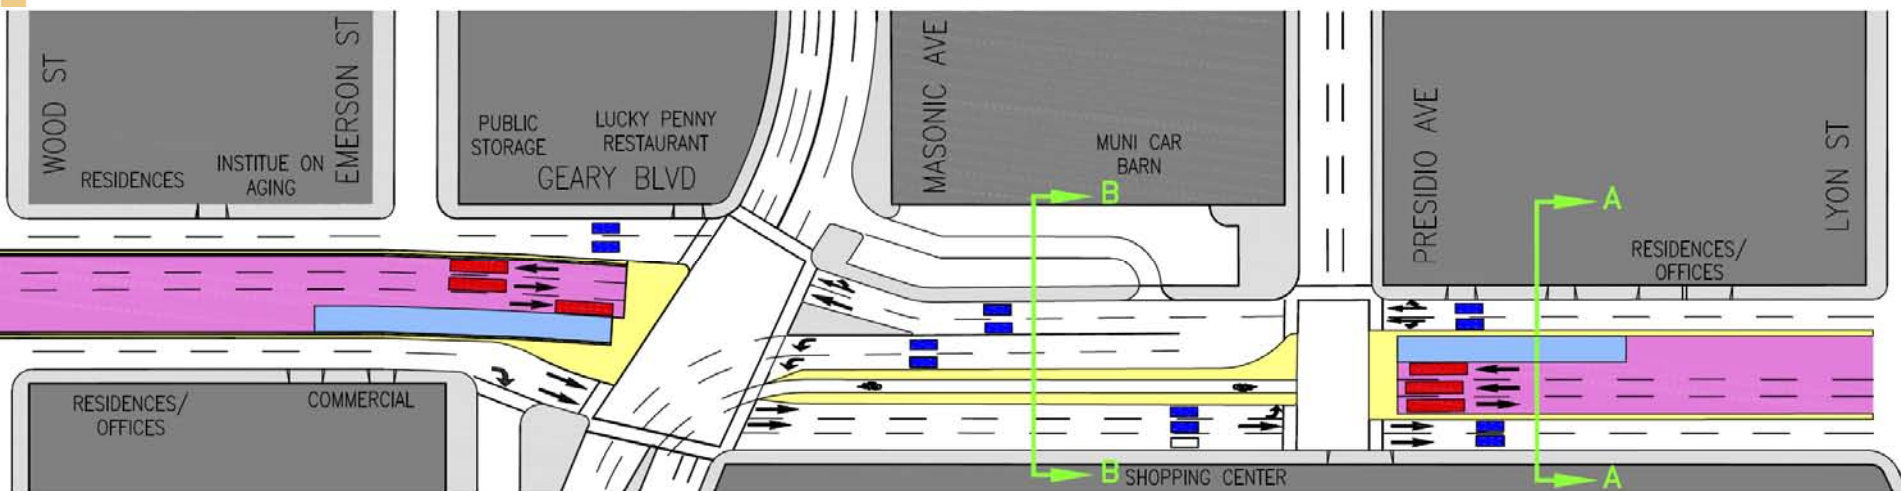 WOOD ST
RESIDENCES
INSTITUE ON
AGING
EMERSON ST
PUBLIC
STORAGE
LUCKY PENNY
RESTAURANT
GEARY BLVD
MASONIC AVE
MUNI CAR
BARN
B
PRESIDIO AVE
A
RESIDENCES/
OFFICES
LYON ST
RESIDENCES/
OFFICES
COMMERCIAL
B
SHOPPING CENTER
A